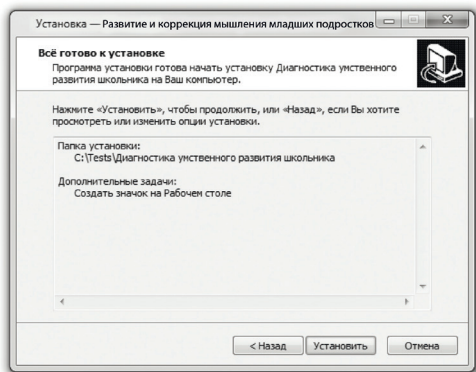 Установка — Развитие и коррекция мышления младших подростков
Всё готово к установке
Программа установки готова начать установку Диагностика умственного
развития школьника на Ваш компьютер.
Нажмите «Установить», чтобы продолжить, или «Назад», если Вы хотите
просмотреть или изменить опции установки.
Папка установки:
C:\Tests\Диагностика умственного развития школьника
Дополнительные задачи:
Создать значок на Рабочем столе
< Назад
Установить
Отмена